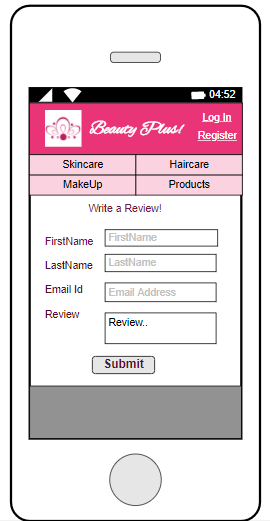 04:52
Beauty Plus!
Log In
Register
Skincare Haircare
MakeUp Products
Write a Review!
FirstName FirstName
LastName LastName
Email Id Email Address
Review Review..
Submit